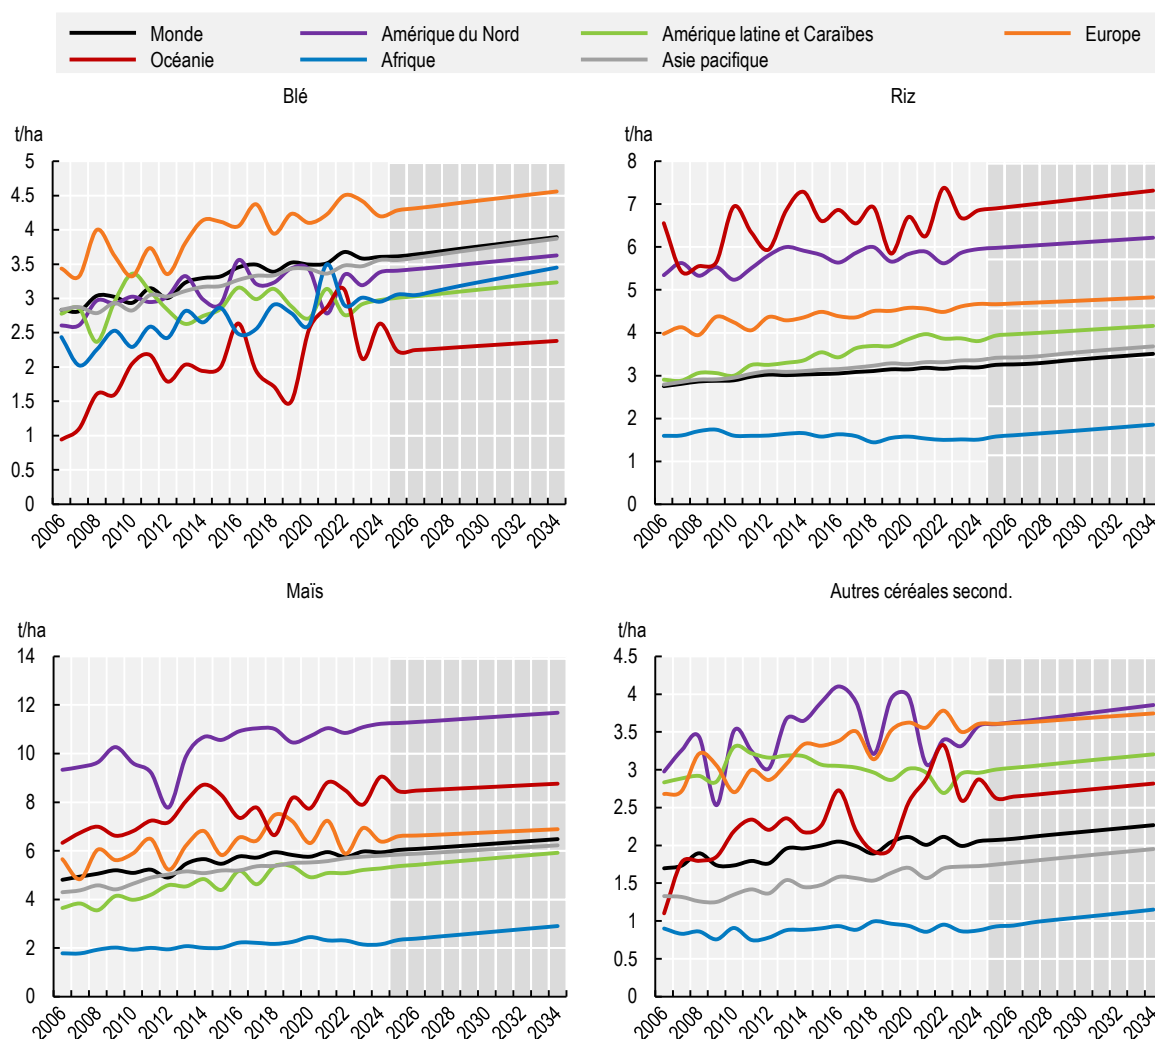 Monde Amérique du Nord Amérique latine et Caraïbes Europe
Océanie Afrique Asie pacifique
Blé
t/ha
5
4.5
4
3.5
3
2.5
2
1.5
1
0.5
0
2006 2008 2010 2012 2014 2016 2018 2020 2022 2024 2026 2028 2030 2032 2034
Riz
t/ha
8
7
6
5
4
3
2
1
0
2006 2008 2010 2012 2014 2016 2018 2020 2022 2024 2026 2028 2030 2032 2034
Maïs
t/ha
14
12
10
8
6
4
2
0
2006 2008 2010 2012 2014 2016 2018 2020 2022 2024 2026 2028 2030 2032 2034
Autres céréales second.
t/ha
4.5
4
3.5
3
2.5
2
1.5
1
0.5
0
2006 2008 2010 2012 2014 2016 2018 2020 2022 2024 2026 2028 2030 2032 2034